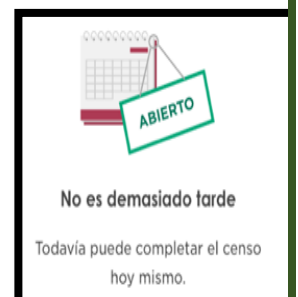 ABIERTO
No es demasiado tarde
Todavía puede completar el censo
hoy mismo.